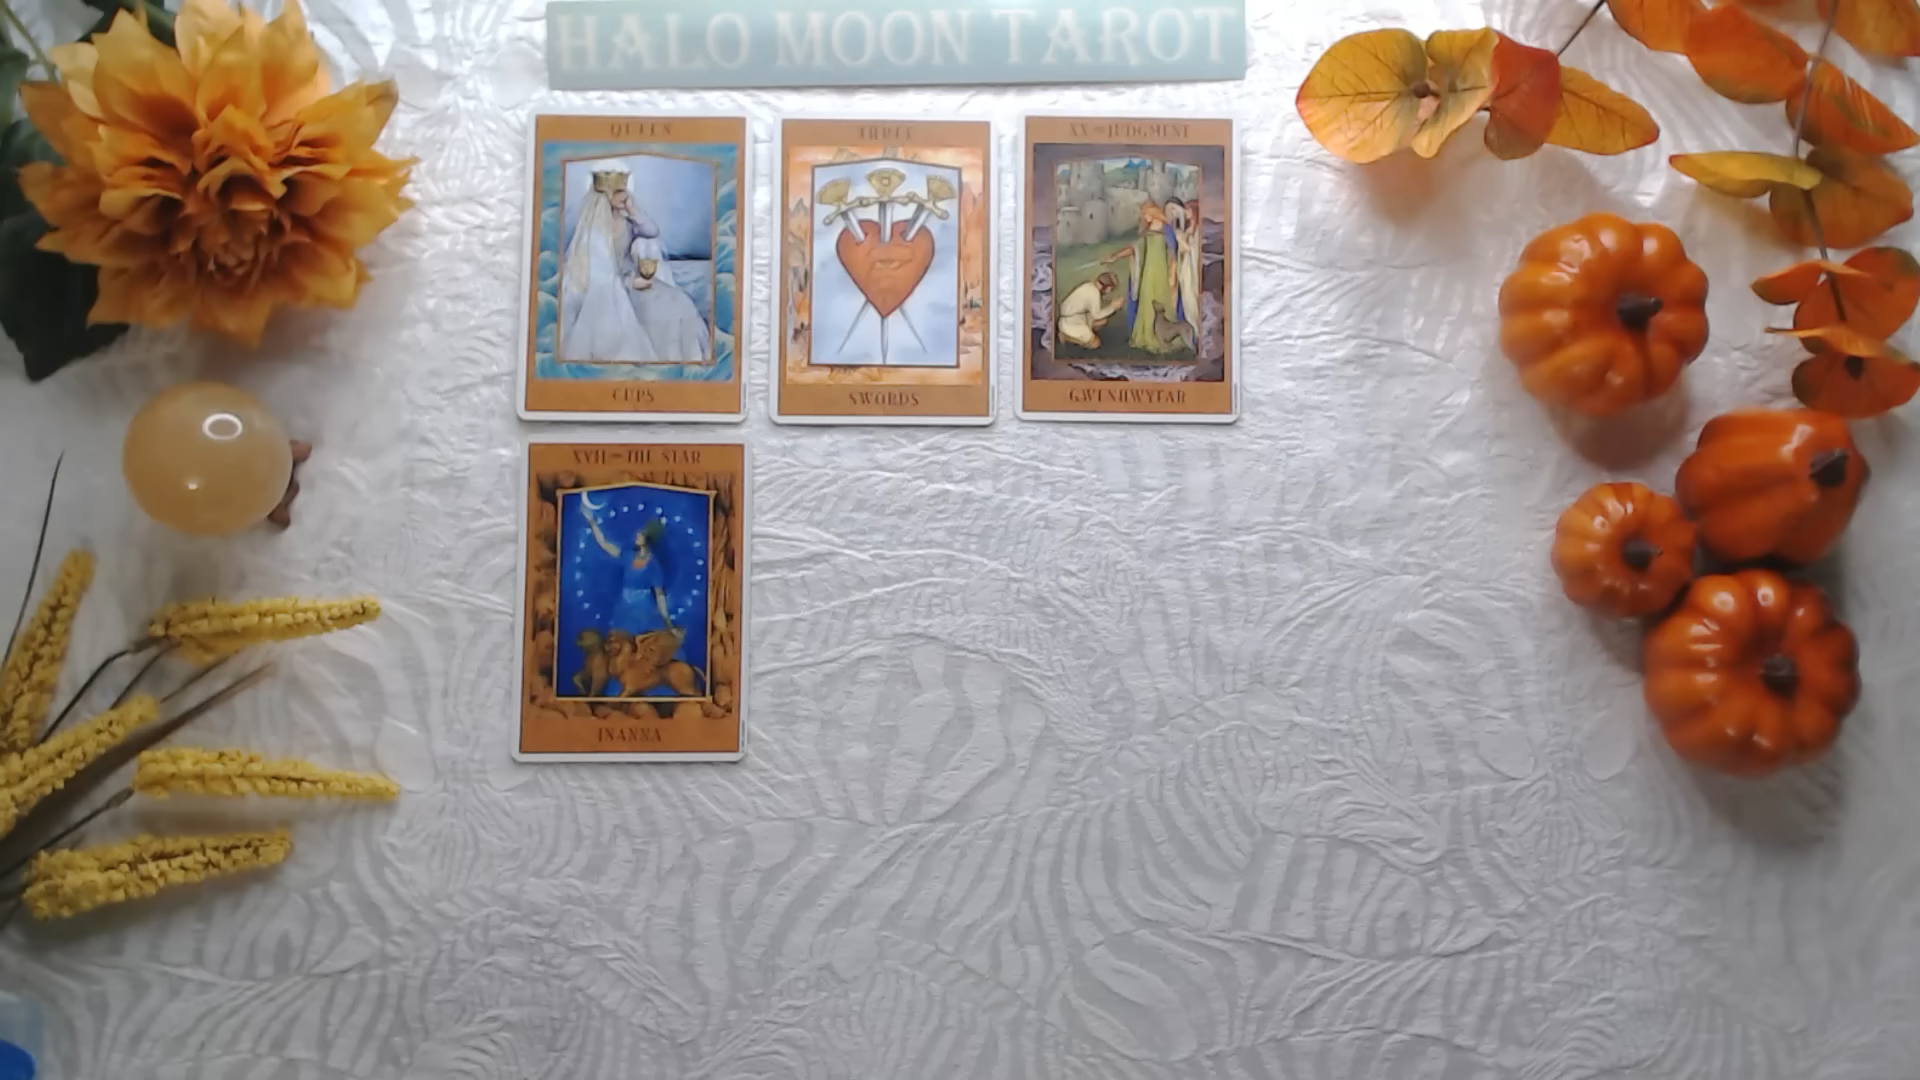 HALO MOON TAROT
QUEEN
CUPS
THREE
SWORDS
XX - JUDGMENT
GWENHWYFAR
XVII - THE STAR
INANNA